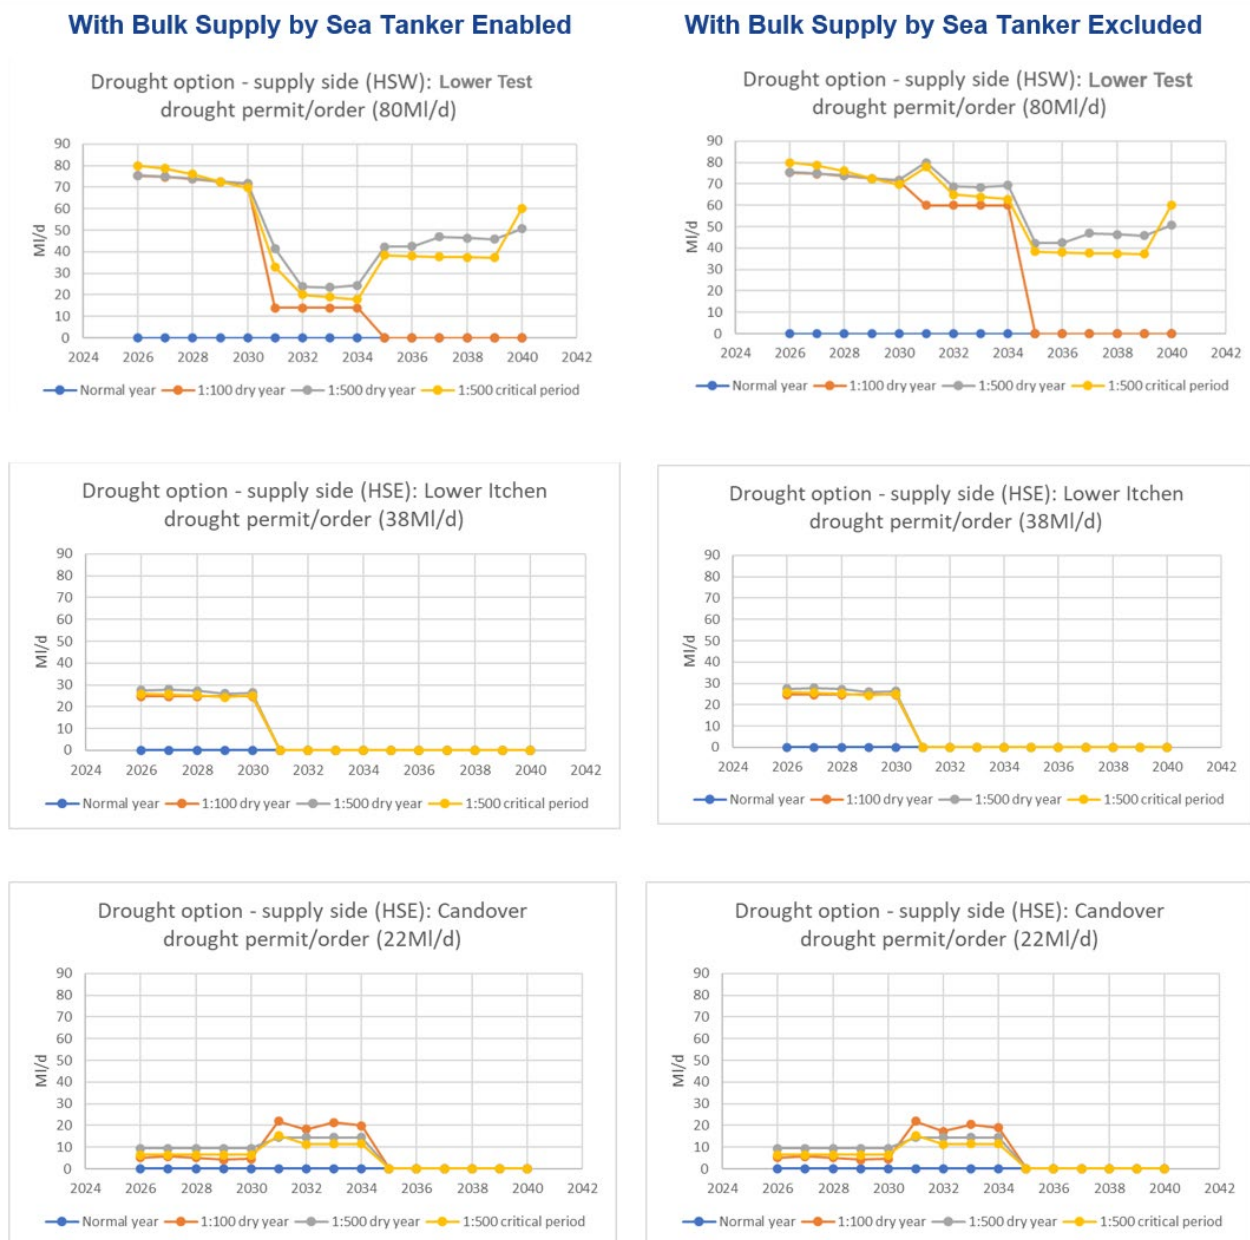 With Bulk Supply by Sea Tanker Enabled
With Bulk Supply by Sea Tanker Excluded
Drought option - supply side (HSW): Lower Test
drought permit/order (80Ml/d)
90
80
70
60
50
40
30
20
10
0
Ml/d
2024 2026 2028 2030 2032 2034 2036 2038 2040 2042
Normal year 1:100 dry year 1:500 dry year 1:500 critical period
Drought option - supply side (HSW): Lower Test
drought permit/order (80Ml/d)
90
80
70
60
50
40
30
20
10
0
Ml/d
2024 2026 2028 2030 2032 2034 2036 2038 2040 2042
Normal year 1:100 dry year 1:500 dry year 1:500 critical period
Drought option - supply side (HSE): Lower Itchen
drought permit/order (38Ml/d)
90
80
70
60
50
40
30
20
10
0
Ml/d
2024 2026 2028 2030 2032 2034 2036 2038 2040 2042
Normal year 1:100 dry year 1:500 dry year 1:500 critical period
Drought option - supply side (HSE): Lower Itchen
drought permit/order (38Ml/d)
90
80
70
60
50
40
30
20
10
0
Ml/d
2024 2026 2028 2030 2032 2034 2036 2038 2040 2042
Normal year 1:100 dry year 1:500 dry year 1:500 critical period
Drought option - supply side (HSE): Candover
drought permit/order (22Ml/d)
90
80
70
60
50
40
30
20
10
0
Ml/d
2024 2026 2028 2030 2032 2034 2036 2038 2040 2042
Normal year 1:100 dry year 1:500 dry year 1:500 critical period
Drought option - supply side (HSE): Candover
drought permit/order (22Ml/d)
90
80
70
60
50
40
30
20
10
0
Ml/d
2024 2026 2028 2030 2032 2034 2036 2038 2040 2042
Normal year 1:100 dry year 1:500 dry year 1:500 critical period